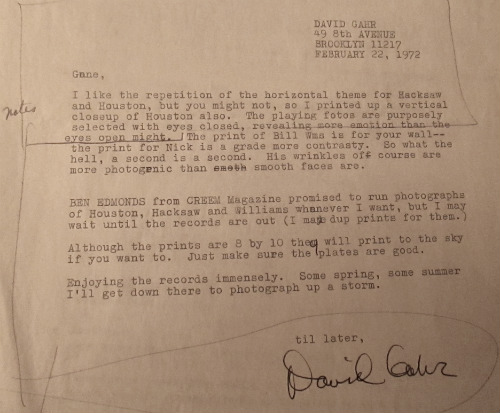 DAVID GAHR
49 8th AVENUE
BROOKLYN 11217
FEBRUARY 22, 1972
Gene,
I like the repetition of the horizontal theme for Hacksaw
and Houston, but you might not, so I printed up a vertical
closeup of Houston also. The playing fotos are purposely
notes
selected with eyes closed, revealing more emotion than the
eyes open might. The print of Bill Wms is for your wall--
the print for Nick is a grade more contrasty. So what the
hell, a second is a second. His wrinkles off course are
more photogenic than smoth smooth faces are.
BEN EDMONDS from CREEM Magazine promised to run photographs
of Houston, Hacksaw and Williams whenever I want, but I may
wait until the records are out (I may dup prints for them.)
Although the prints are 8 by 10 they will print to the sky
if you want to. Just make sure the plates are good.
Enjoying the records immensely. Some spring, some summer
I'll get down there to photograph up a storm.
til later,
David Gahr